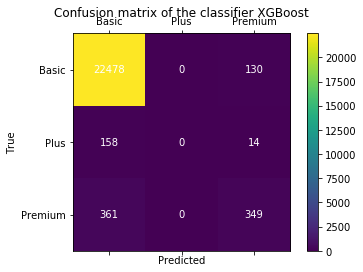 Confusion matrix of the classifier XGBoost
Basic Plus Premium
Basic 22478 0 130
Plus 158 0 14
Premium 361 0 349
True
Predicted
20000
17500
15000
12500
10000
7500
5000
2500
0